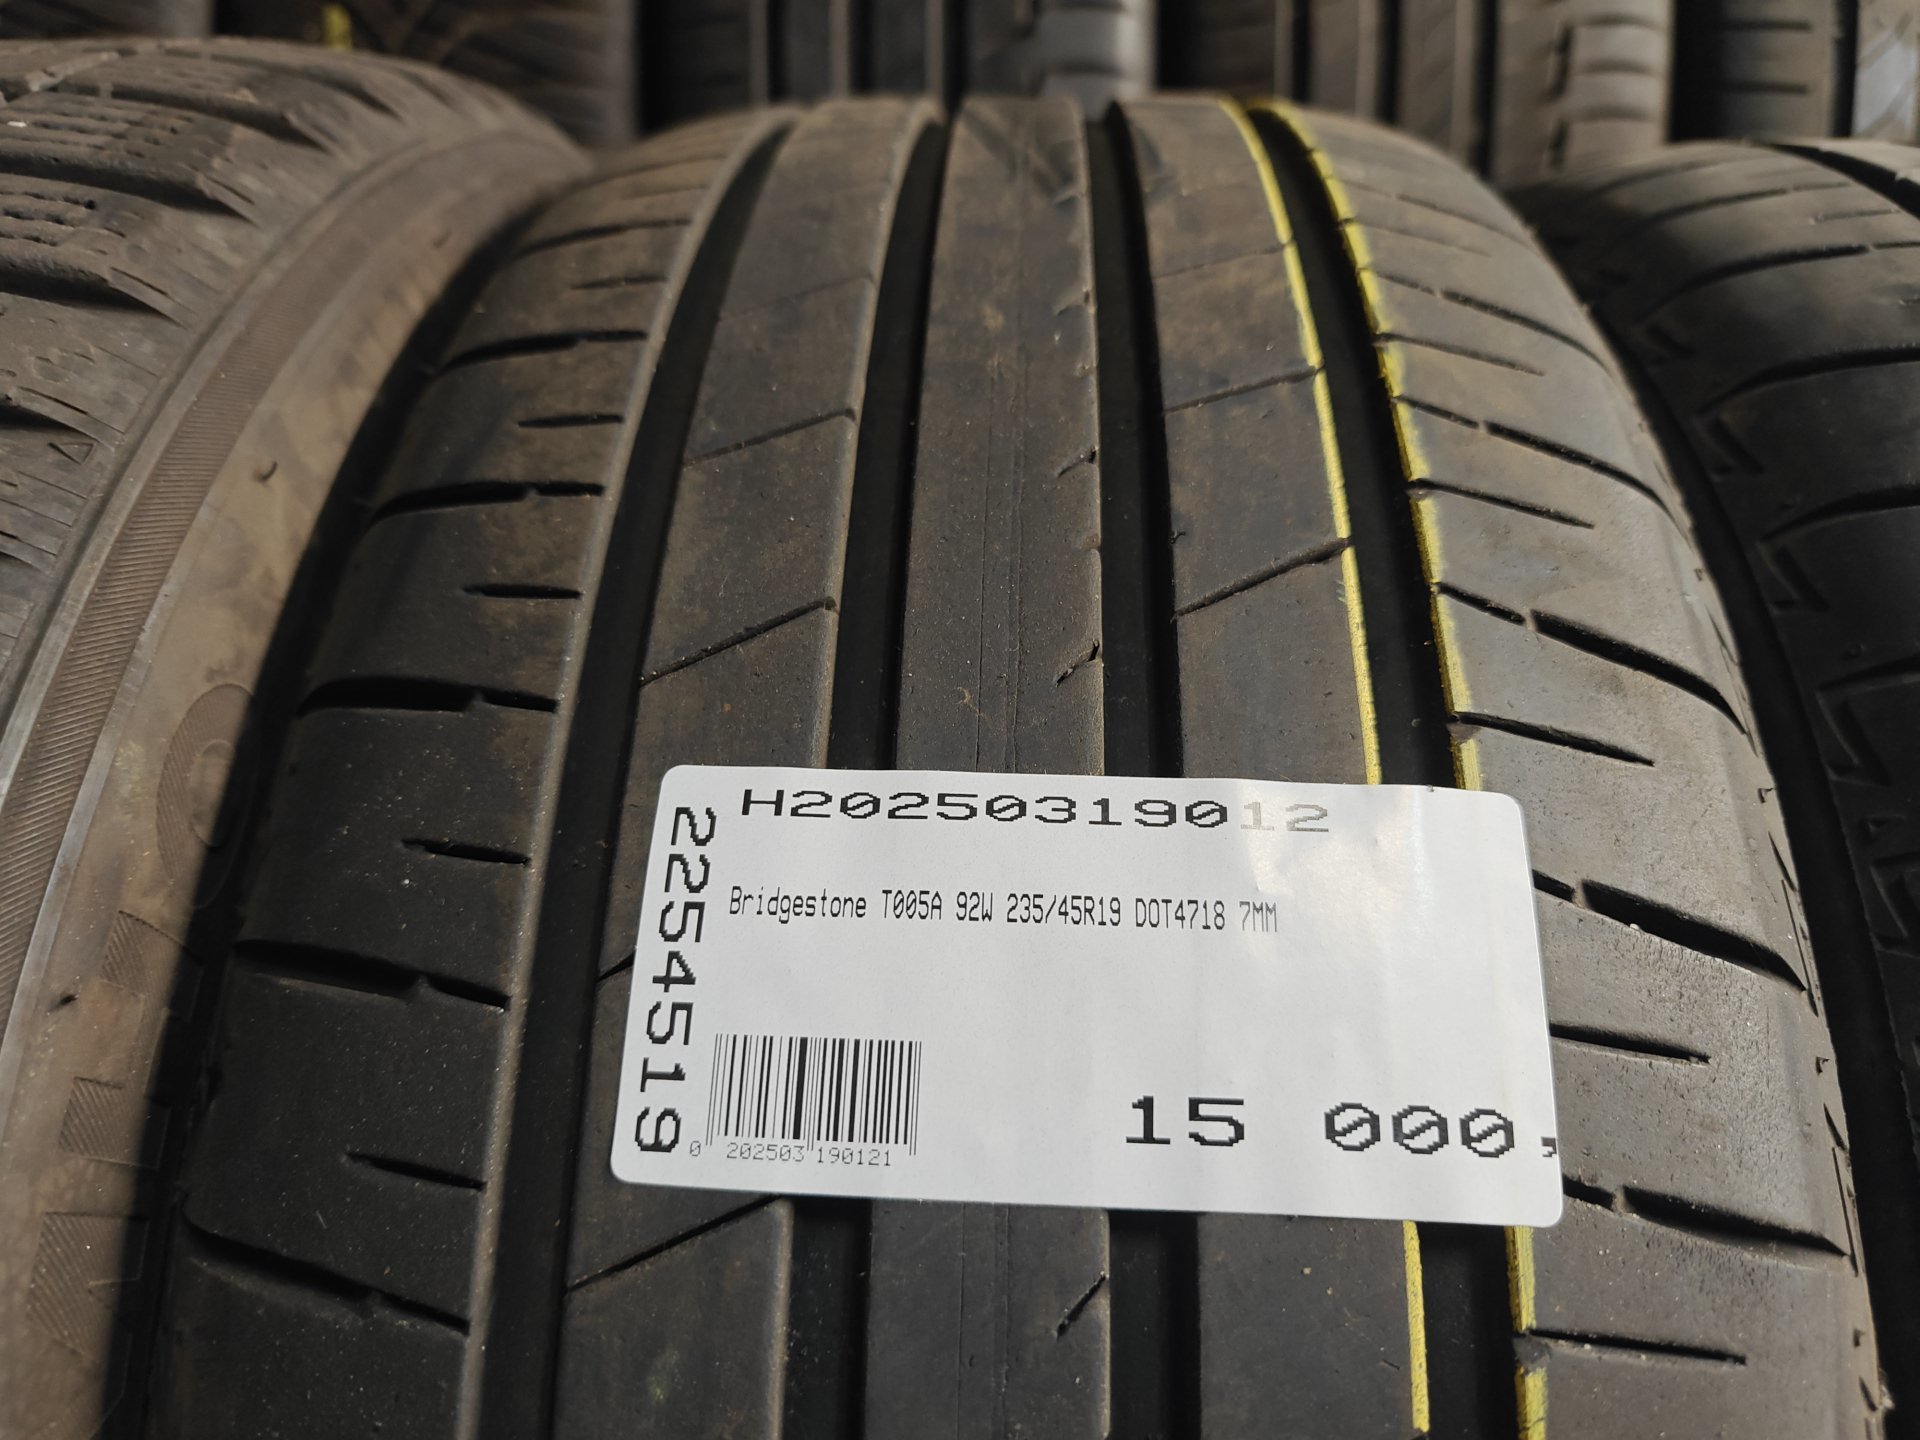 H20250319012
2254519
Bridgestone T005A 92W 235/45R19 DOT4718 7MM
0 202503 190121
15 000,